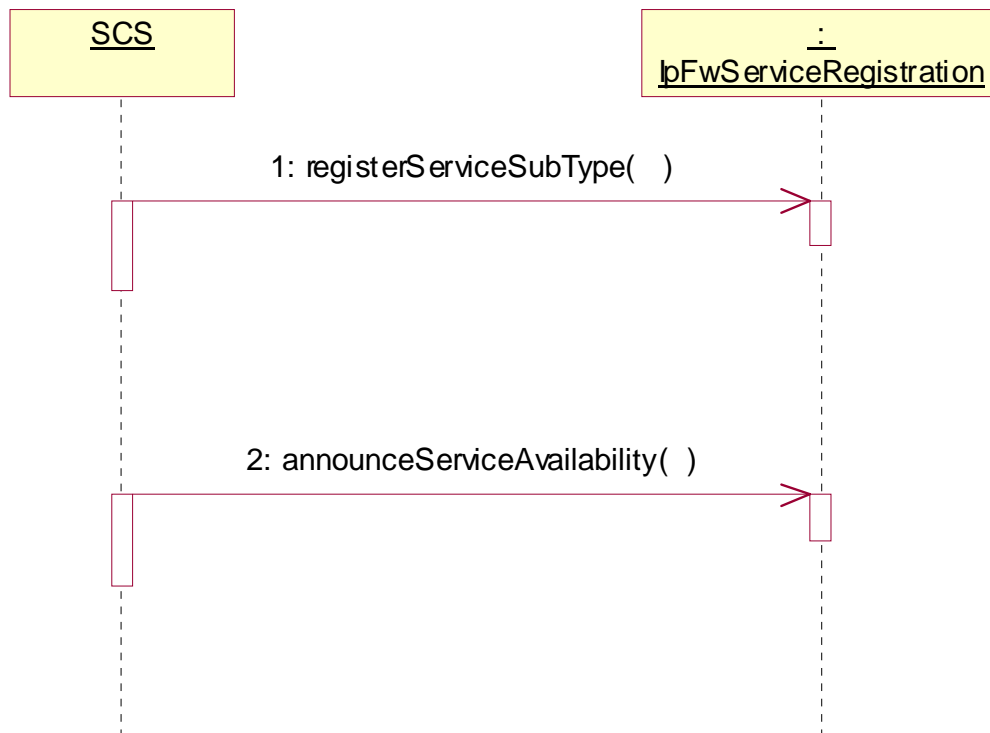 SCS
:
IpFwServiceRegistration
1: registerServiceSubType( )
2: announceServiceAvailability( )